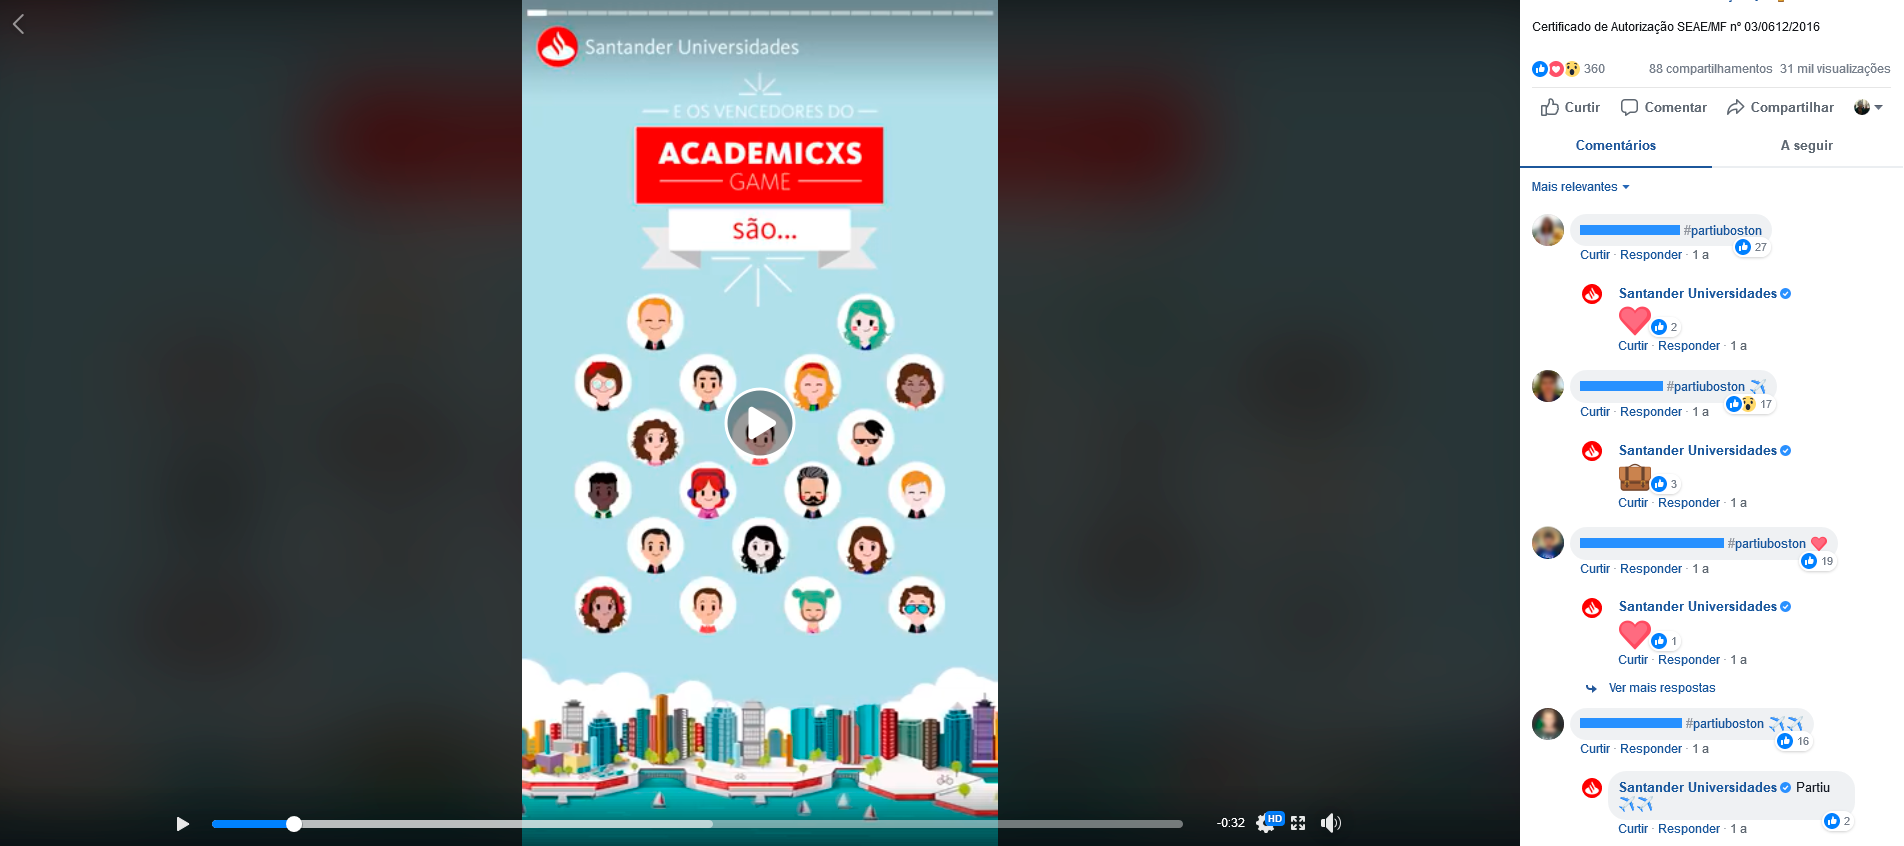 Santander Universidades
E OS VENCEDORES DO
ACADEMICXS
GAME
são...
-0:32
HD
Certificado de Autorização SEAE/MF nº 03/0612/2016
360
88 compartilhamentos 31 mil visualizações
Curtir Comentar Compartilhar
Comentários A seguir
Mais relevantes
#partiuboston
27
Curtir · Responder · 1 a
Santander Universidades
2
Curtir · Responder · 1 a
#partiuboston
17
Curtir · Responder · 1 a
Santander Universidades
3
Curtir · Responder · 1 a
#partiuboston
19
Curtir · Responder · 1 a
Santander Universidades
1
Curtir · Responder · 1 a
Ver mais respostas
#partiuboston
16
Curtir · Responder · 1 a
Santander Universidades Partiu
2
Curtir · Responder · 1 a